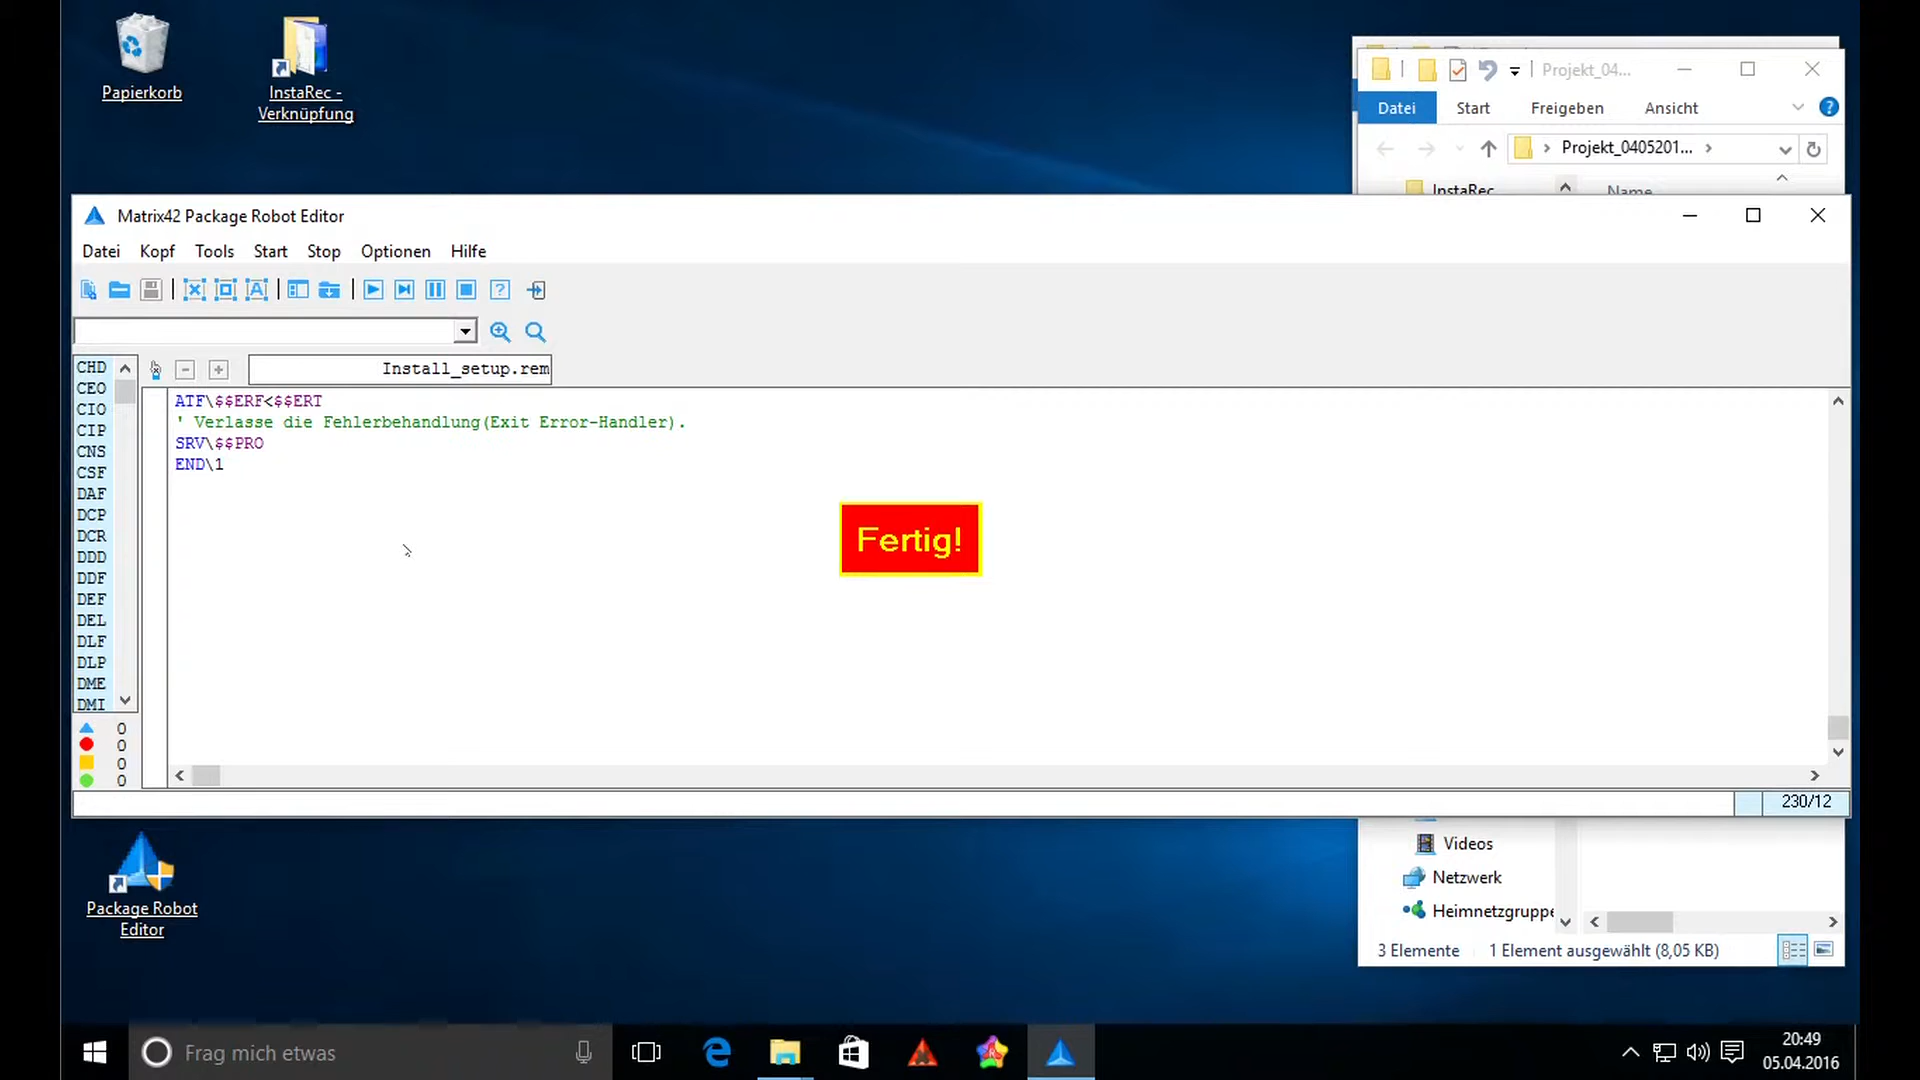 Papierkorb
InstaRec -
Verknüpfung
Projekt_04...
Datei Start Freigeben Ansicht
Projekt_0405201...
InstaRec
Name
Matrix42 Package Robot Editor
Datei Kopf Tools Start Stop Optionen Hilfe
Install_setup.rem
CHD
CEO
CIO
CIP
CNS
CSF
DAF
DCP
DCR
DDD
DDF
DEF
DEL
DLF
DLP
DME
DMI
ATF\$$ERF<$$ERT
' Verlasse die Fehlerbehandlung(Exit Error-Handler).
SRV\$$PRO
END\1
Fertig!
0
0
0
0
230/12
Package Robot
Editor
Videos
Netzwerk
Heimnetzgruppe
3 Elemente 1 Element ausgewählt (8,05 KB)
Frag mich etwas
20:49
05.04.2016